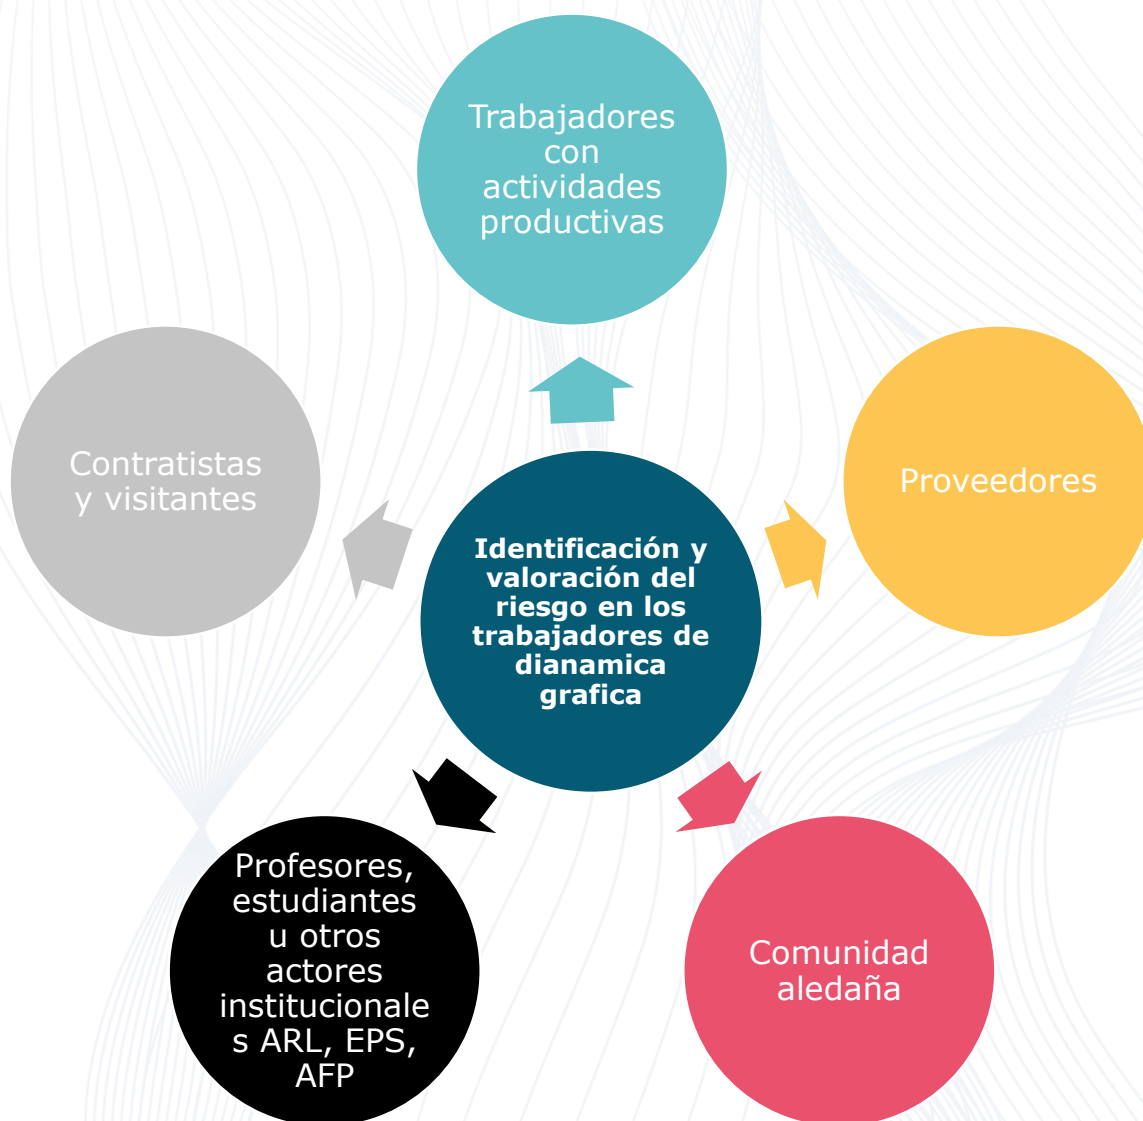 Trabajadores
con
actividades
productivas
Contratistas
y visitantes
Proveedores
Identificación y
valoración del
riesgo en los
trabajadores de
dianamica
grafica
Profesores,
estudiantes
u otros
actores
institucionale
s ARL, EPS,
AFP
Comunidad
aledaña